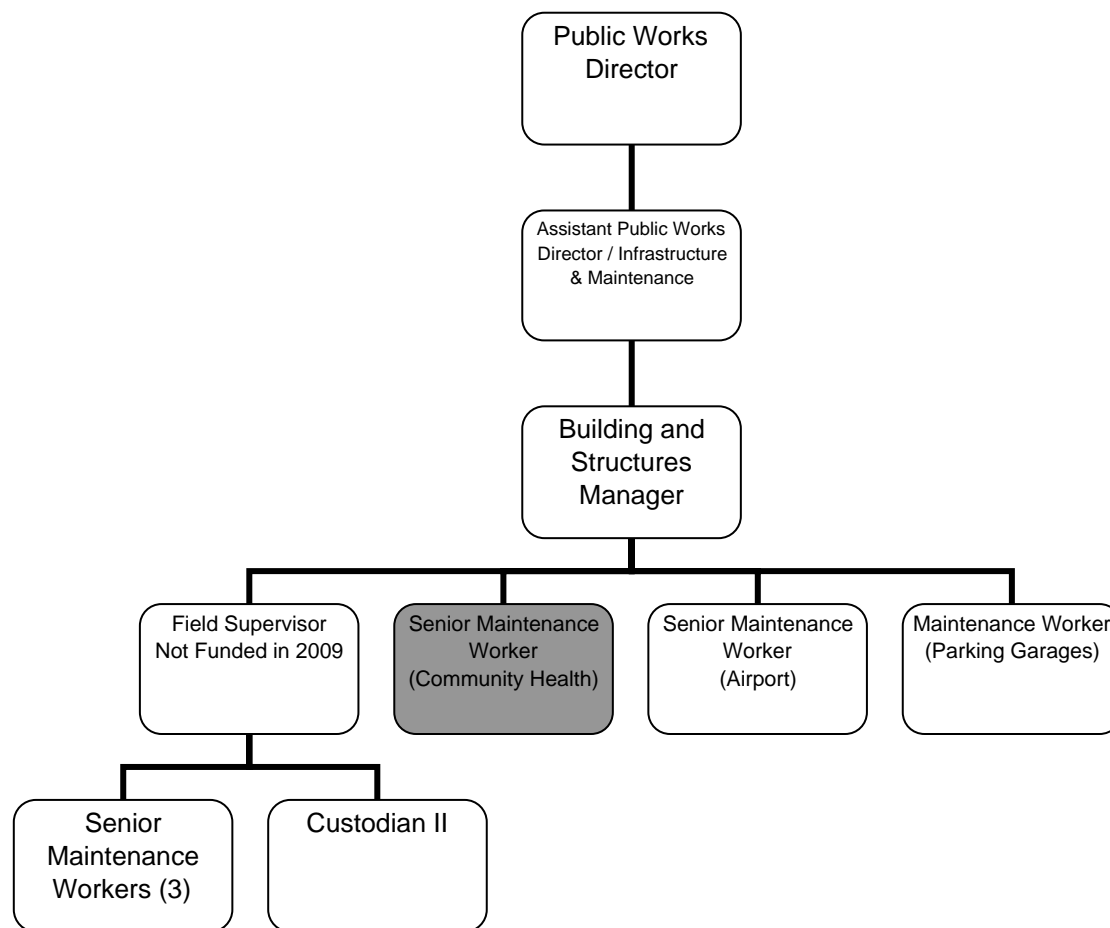 Public Works
Director
Assistant Public Works
Director / Infrastructure
& Maintenance
Building and
Structures
Manager
Field Supervisor
Not Funded in 2009
Senior Maintenance
Worker
(Community Health)
Senior Maintenance
Worker
(Airport)
Maintenance Worker
(Parking Garages)
Senior
Maintenance
Workers (3)
Custodian II